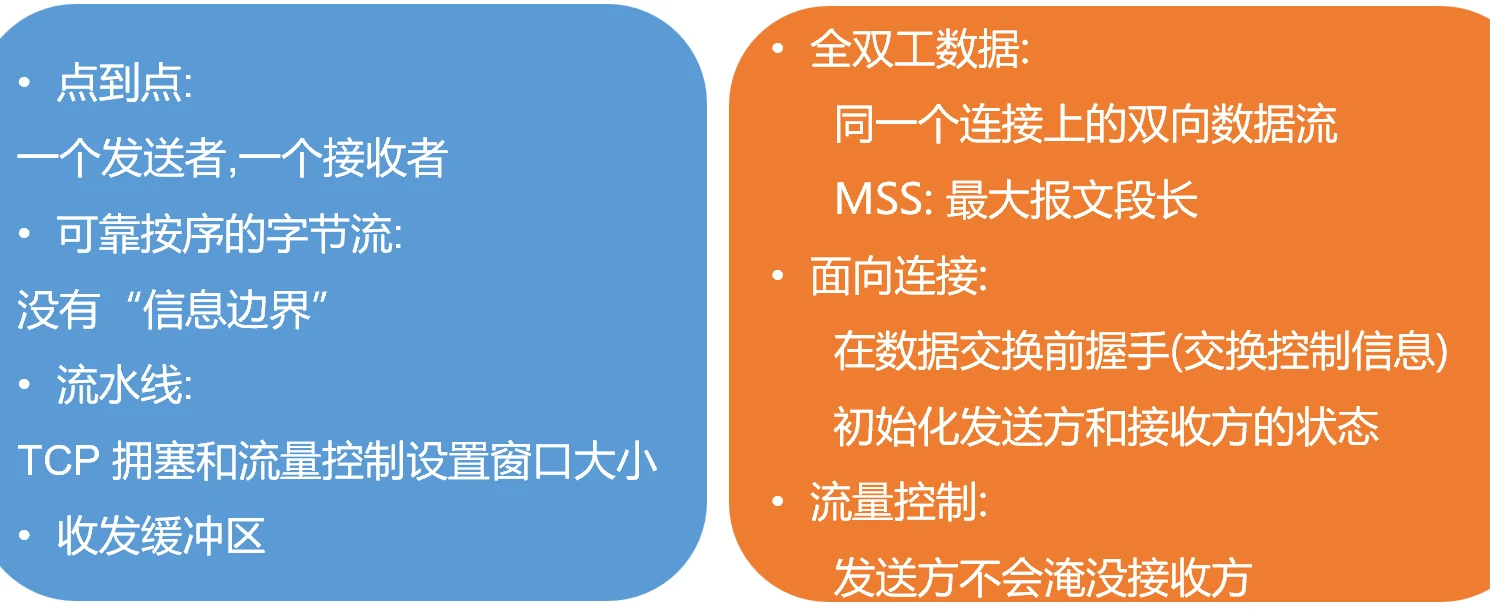 • 点到点:
一个发送者,一个接收者
• 可靠按序的字节流:
没有“信息边界”
• 流水线:
TCP 拥塞和流量控制设置窗口大小
• 收发缓冲区
• 全双工数据:
同一个连接上的双向数据流
MSS: 最大报文段长
• 面向连接:
在数据交换前握手(交换控制信息)
初始化发送方和接收方的状态
• 流量控制:
发送方不会淹没接收方